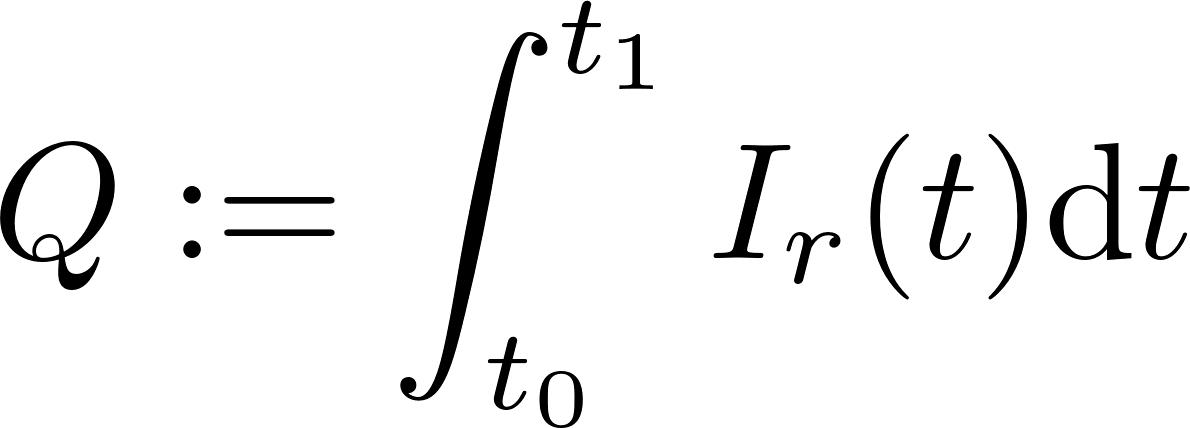 Q := ∫_{t_0}^{t_1} I_r(t)dt